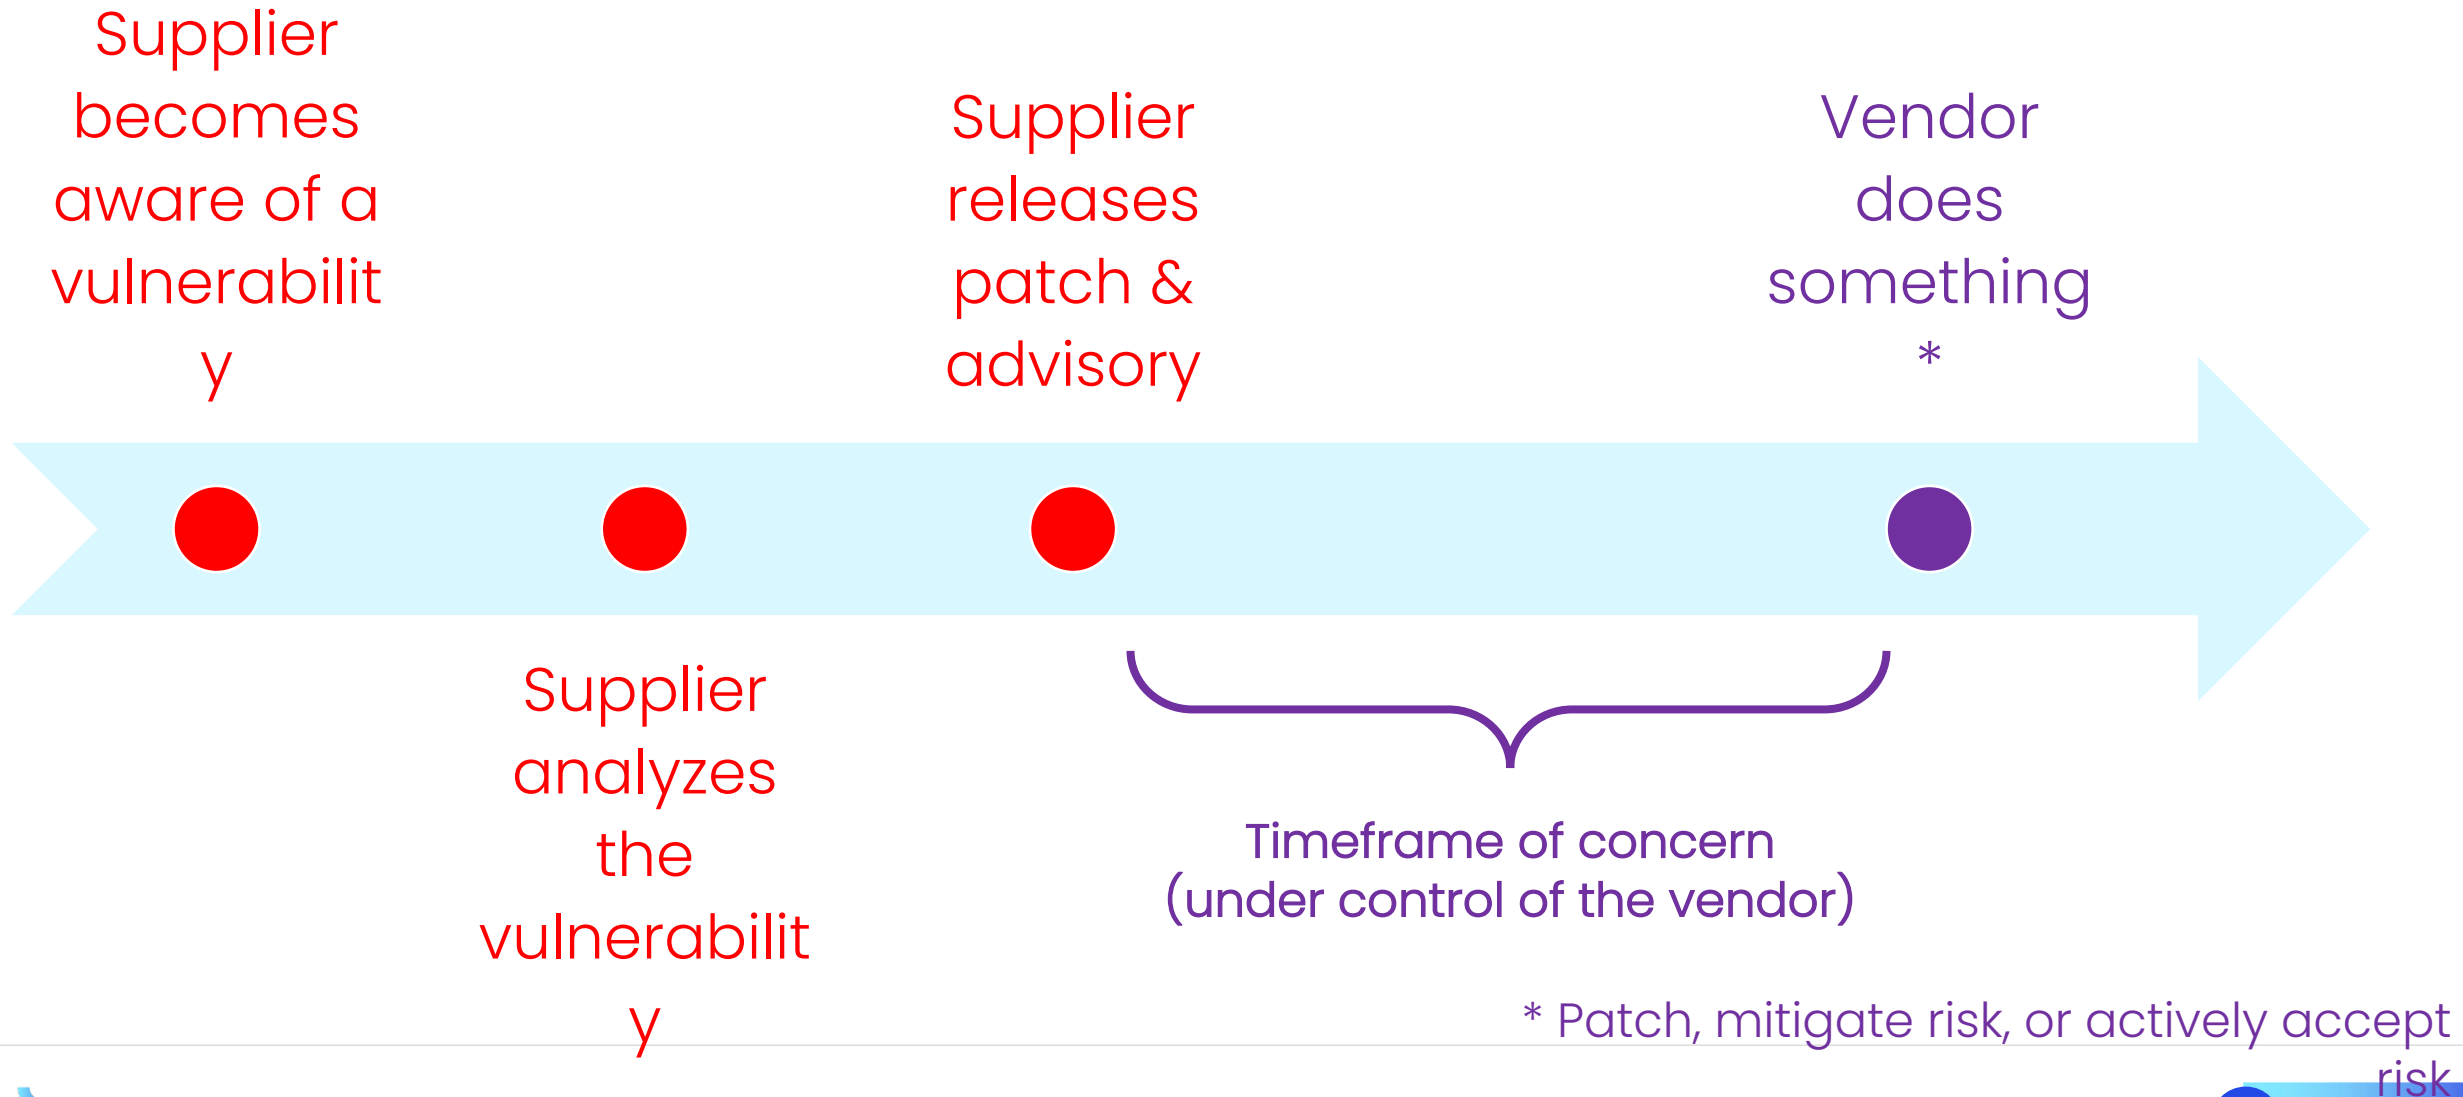 Supplier
becomes
aware of a
vulnerabilit
y
Supplier
analyzes
the
vulnerabilit
y
Supplier
releases
patch &
advisory
Vendor
does
something
*
Timeframe of concern
(under control of the vendor)
* Patch, mitigate risk, or actively accept
risk